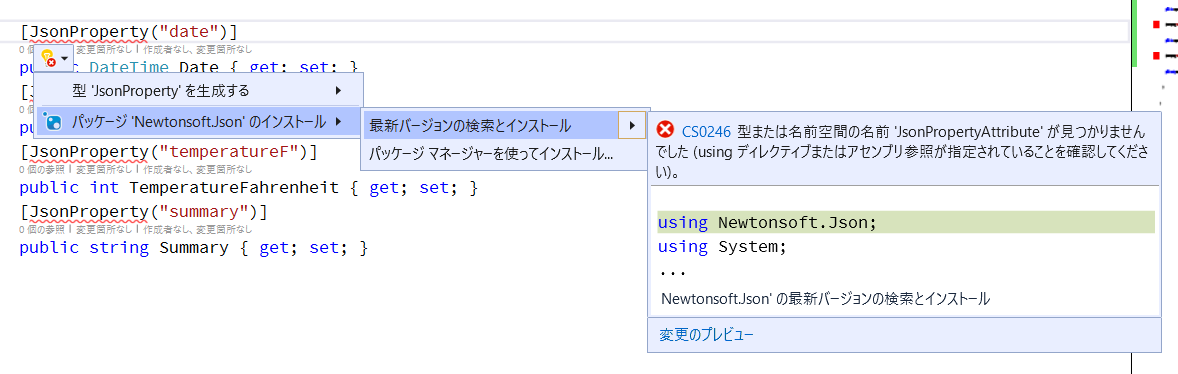 [JsonProperty("date")]
0 個 変更箇所なし | 作成者なし、変更箇所なし
public DateTime Date { get; set; }
型 'JsonProperty' を生成する
パッケージ 'Newtonsoft.Json' のインストール
最新バージョンの検索とインストール
パッケージ マネージャーを使ってインストール...
[JsonProperty("temperatureF")]
0 個の参照 | 変更箇所なし | 作成者なし、変更箇所なし
public int TemperatureFahrenheit { get; set; }
[JsonProperty("summary")]
0 個の参照 | 変更箇所なし | 作成者なし、変更箇所なし
public string Summary { get; set; }
CS0246 型または名前空間の名前 'JsonPropertyAttribute' が見つかりません
でした (using ディレクティブまたはアセンブリ参照が指定されていることを確認してくださ
い)。
using Newtonsoft.Json;
using System;
...
Newtonsoft.Json' の最新バージョンの検索とインストール
変更のプレビュー